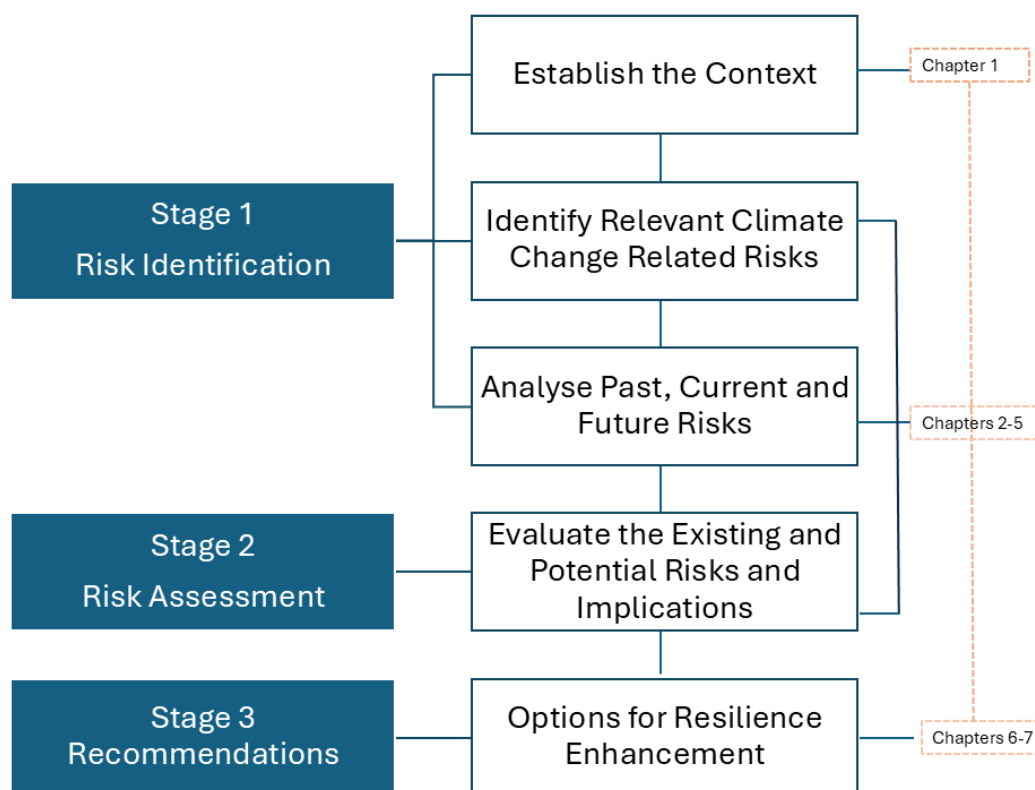 Establish the Context
Chapter 1
Stage 1
Risk Identification
Identify Relevant Climate
Change Related Risks
Analyse Past, Current and
Future Risks
Chapters 2-5
Stage 2
Risk Assessment
Evaluate the Existing and
Potential Risks and
Implications
Stage 3
Recommendations
Options for Resilience
Enhancement
Chapters 6-7